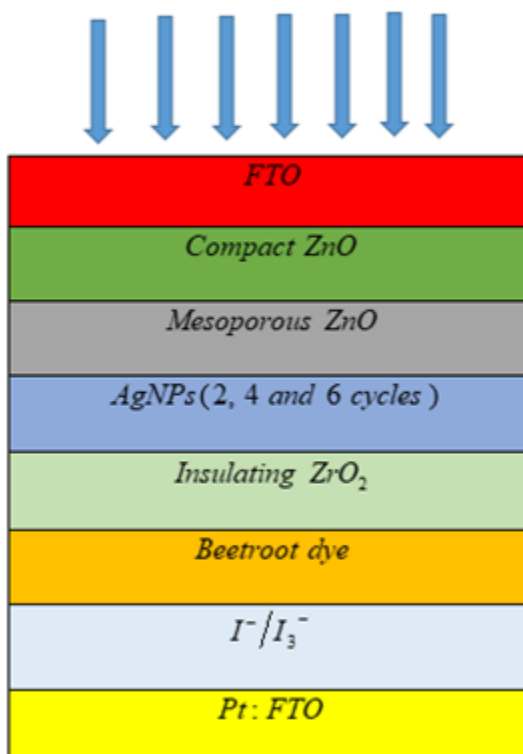 FTO
Compact ZnO
Mesoporous ZnO
AgNPs(2, 4 and 6 cycles)
Insulating ZrO₂
Beetroot dye
I⁻/I₃⁻
Pt: FTO